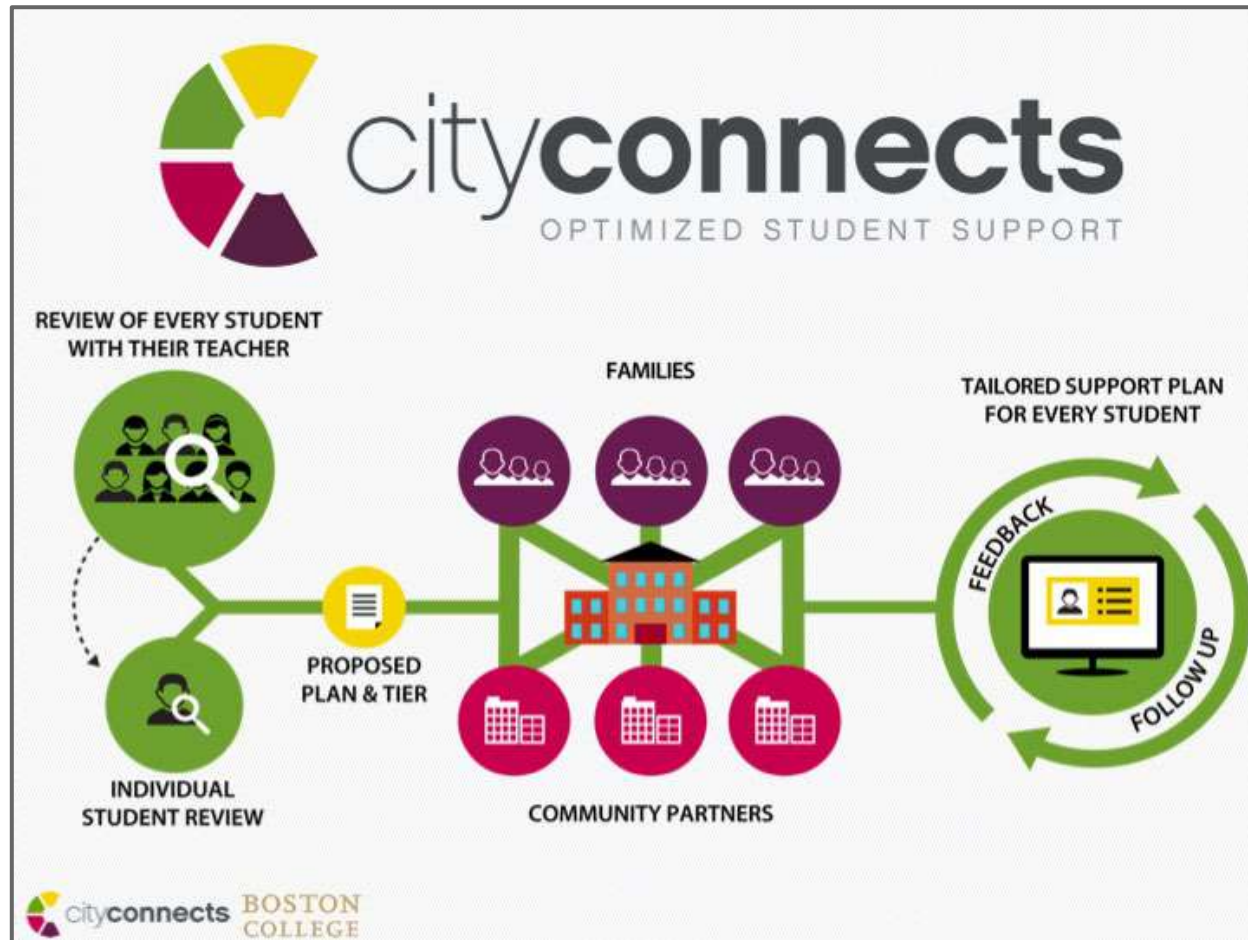 cityconnects
OPTIMIZED STUDENT SUPPORT
REVIEW OF EVERY STUDENT
WITH THEIR TEACHER
INDIVIDUAL
STUDENT REVIEW
PROPOSED
PLAN & TIER
FAMILIES
COMMUNITY PARTNERS
TAILORED SUPPORT PLAN
FOR EVERY STUDENT
FEEDBACK
FOLLOW UP
cityconnects
BOSTON
COLLEGE